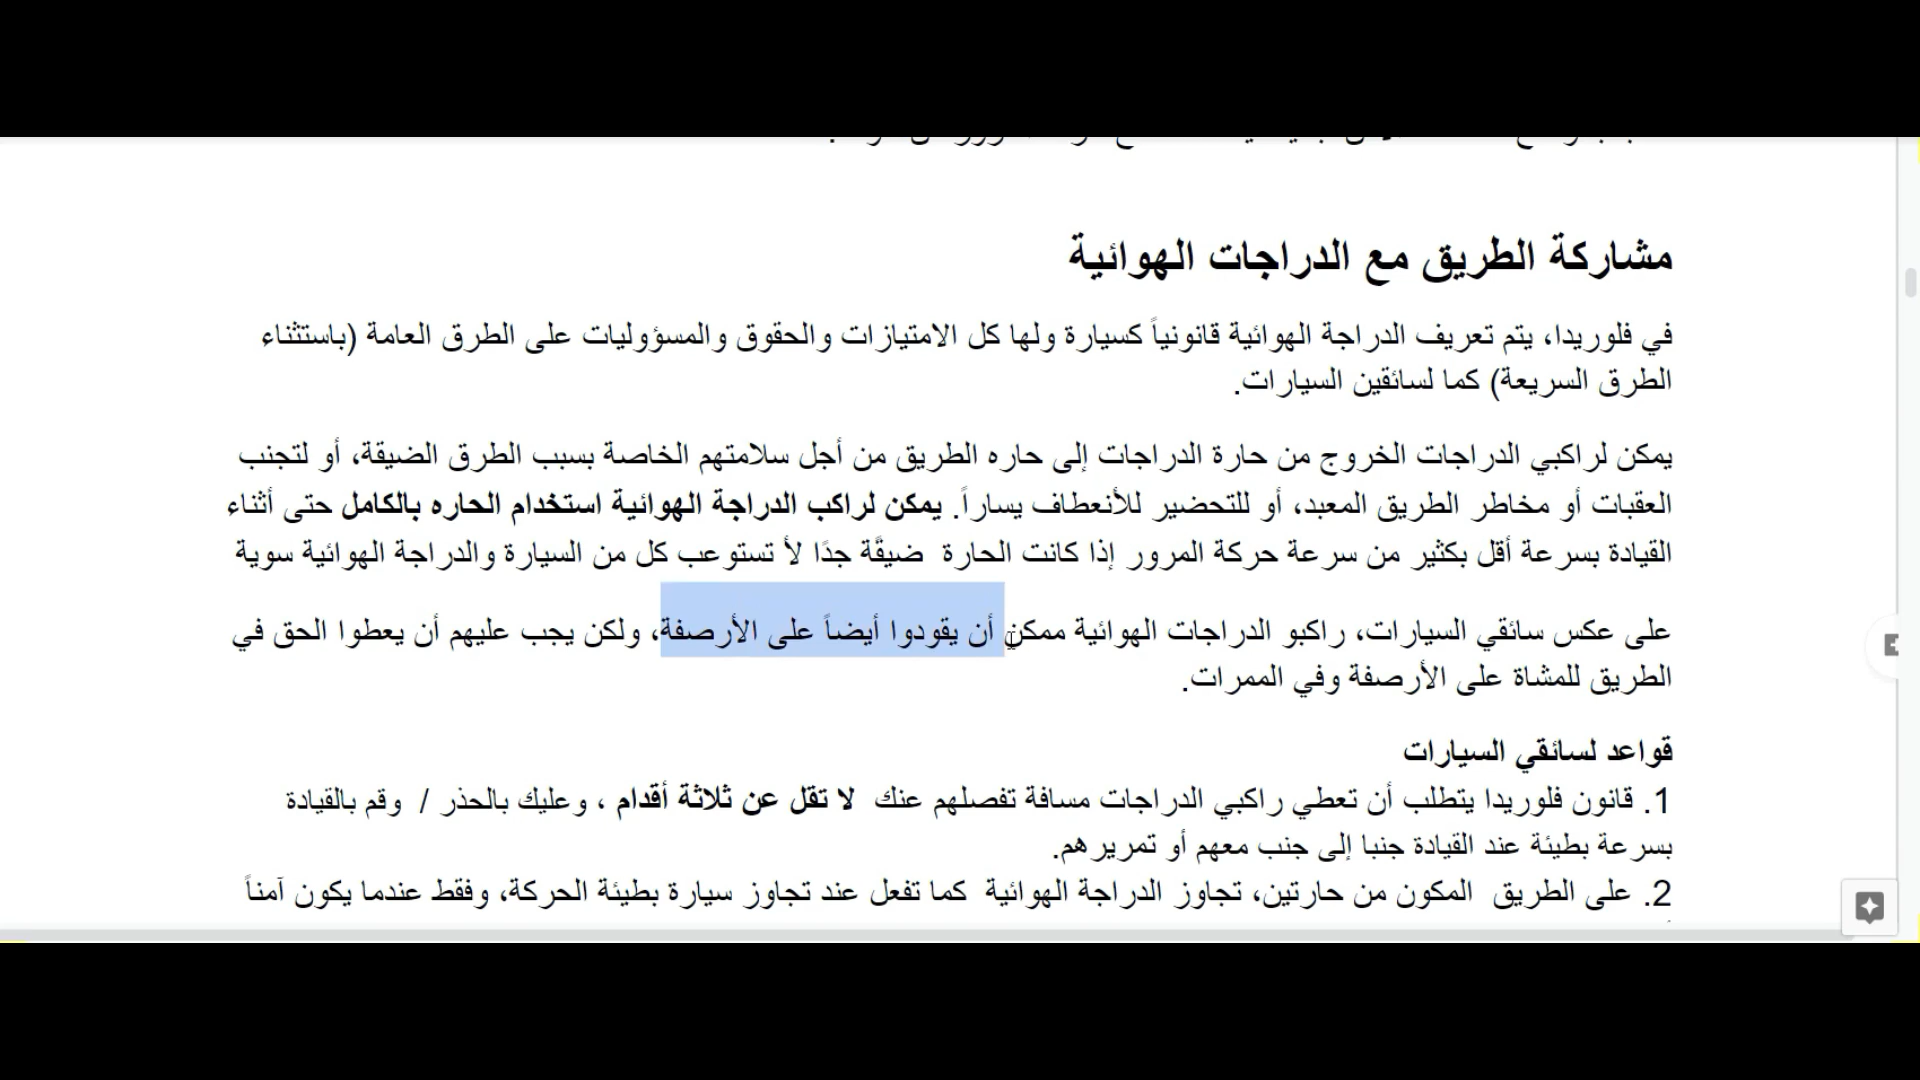 مشاركة الطريق مع الدراجات الهوائية
في فلوريدا، يتم تعريف الدراجة الهوائية قانونياً كسيارة ولها كل الامتيازات والحقوق والمسؤوليات على الطرق العامة (باستثناء
الطرق السريعة) كما لسائقين السيارات.
يمكن لراكبي الدراجات الخروج من حارة الدراجات إلى حاره الطريق من أجل سلامتهم الخاصة بسبب الطرق الضيقة، أو لتجنب
العقبات أو مخاطر الطريق المعبد، أو للتحضير للأنعطاف يساراً. يمكن لراكب الدراجة الهوائية استخدام الحاره بالكامل حتى أثناء
القيادة بسرعة أقل بكثير من سرعة حركة المرور إذا كانت الحارة ضيقًة جدًا لأ تستوعب كل من السيارة والدراجة الهوائية سوية
على عكس سائقي السيارات، راكبو الدراجات الهوائية ممكن أن يقودوا أيضاً على الأرصفة، ولكن يجب عليهم أن يعطوا الحق في
الطريق للمشاة على الأرصفة وفي الممرات.
قواعد لسائقي السيارات
1. قانون فلوريدا يتطلب أن تعطي راكبي الدراجات مسافة تفصلهم عنك لا تقل عن ثلاثة أقدام ، وعليك بالحذر / وقم بالقيادة
بسرعة بطيئة عند القيادة جنبا إلى جنب معهم أو تمريرهم.
2. على الطريق المكون من حارتين، تجاوز الدراجة الهوائية كما تفعل عند تجاوز سيارة بطيئة الحركة، وفقط عندما يكون آمناً